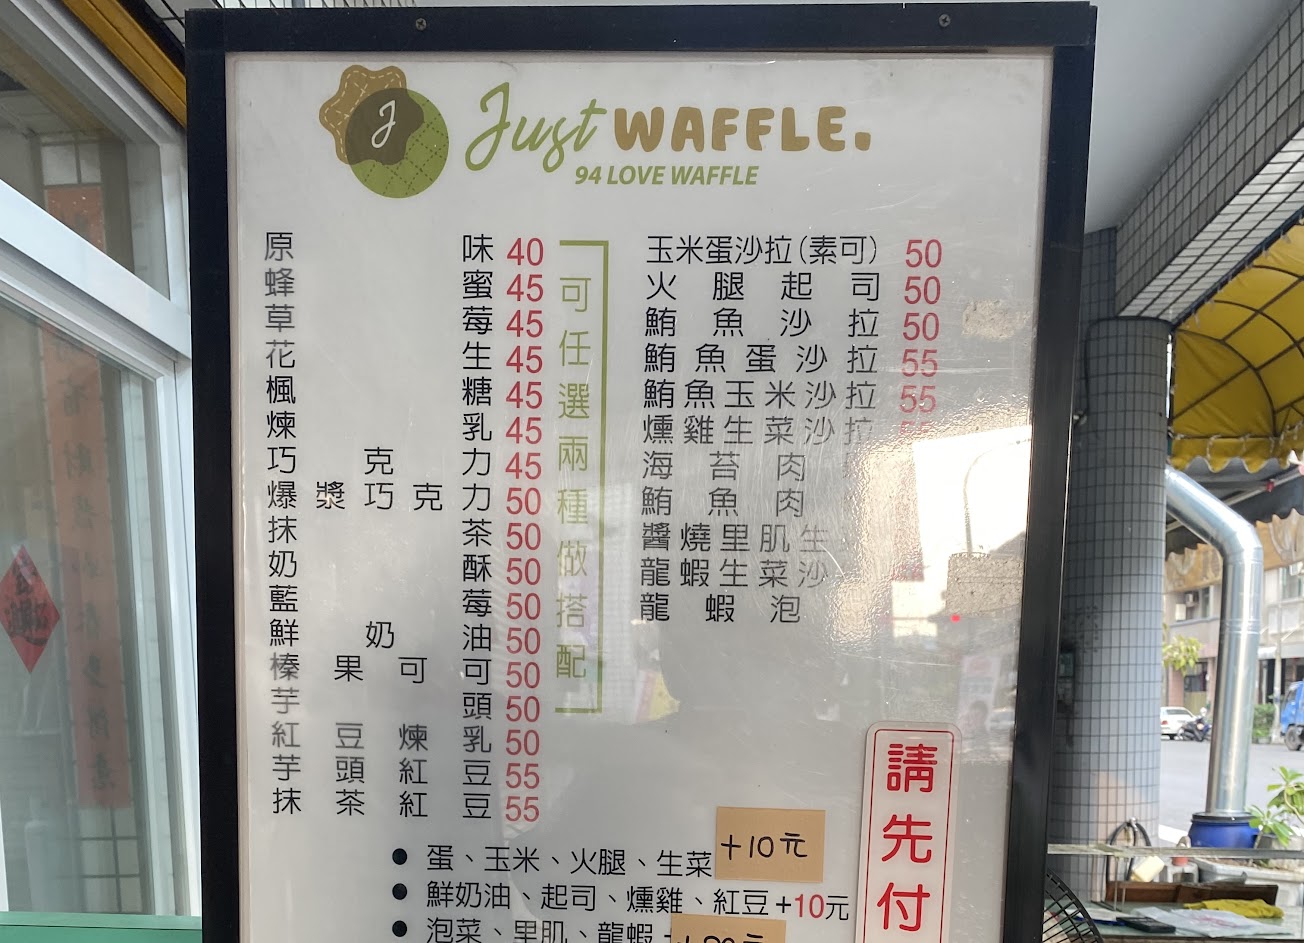 J
Just WAFFLE.
94 LOVE WAFFLE
原味 40
蜂蜜 45
草莓 45
花生 45
楓糖 45
煉乳 45
巧克力 45
爆漿巧克力 50
抹茶 50
奶酥 50
藍莓 50
鮮奶油 50
榛果可可 50
芋頭 50
紅豆煉乳 50
芋頭紅豆 55
抹茶紅豆 55
可任選兩種做搭配
玉米蛋沙拉(素可) 50
火腿起司 50
鮪魚沙拉 50
鮪魚蛋沙拉 55
鮪魚玉米沙拉 55
燻雞生菜沙拉
海苔肉
鮪魚肉
醬燒里肌生
龍蝦生菜沙
龍蝦泡
• 蛋、玉米、火腿、生菜 +10元
• 鮮奶油、起司、燻雞、紅豆+10元
• 泡菜、里肌、龍蝦
請先付